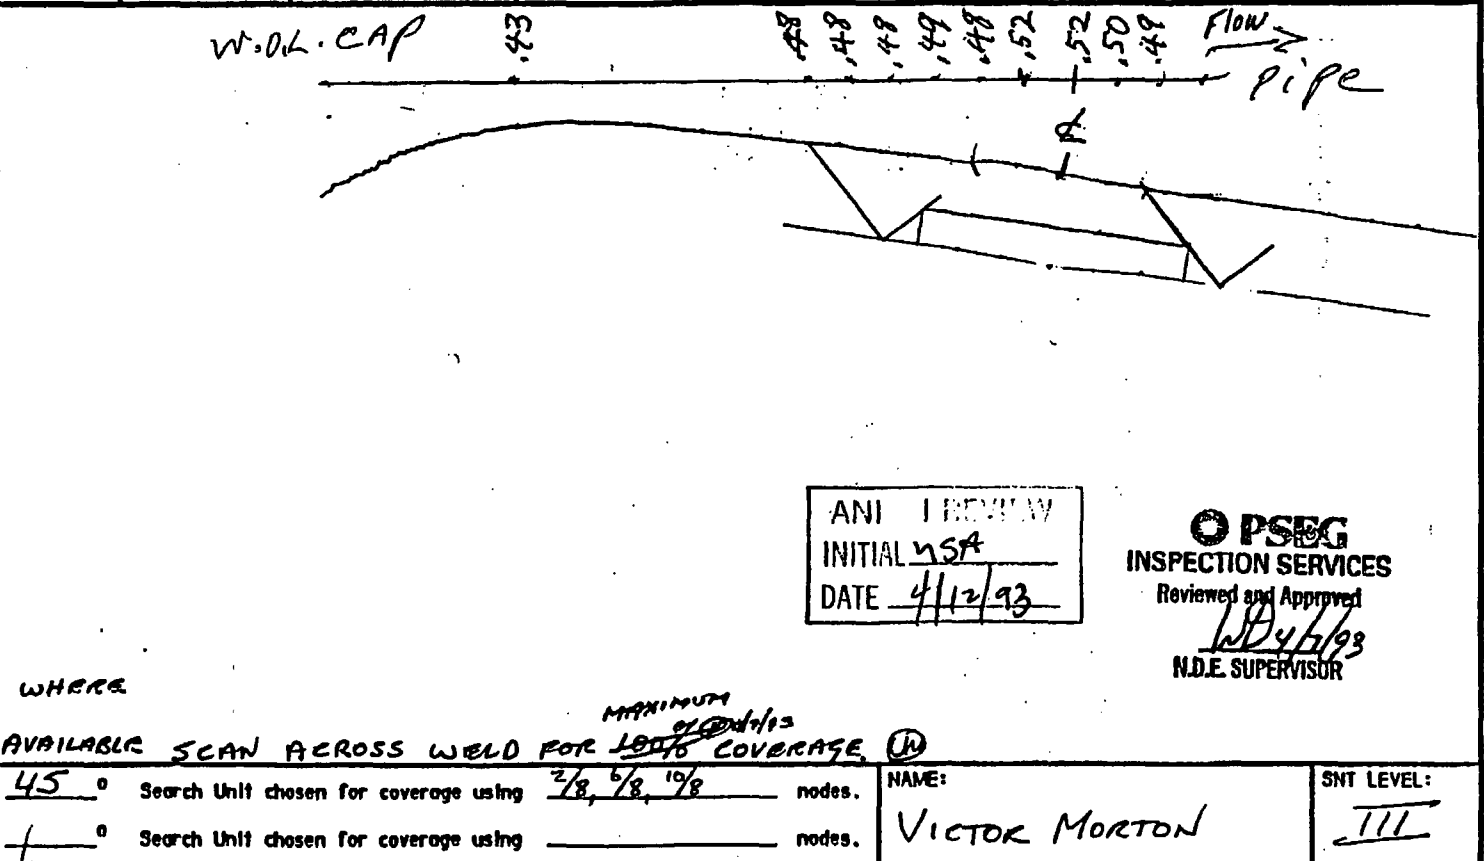 W.O.L. CAP .43 .48 .48 .48 .49 .48 .52 .52 .50 .49 Flow
Pipe
ANI I REVIEW
INITIAL
DATE 4/12/93
PSEG
INSPECTION SERVICES
Reviewed and Approved
93
N.D.E. SUPERVISOR
WHERE
MAXIMUM
AVAILABLE SCAN ACROSS WELD FOR 100% COVERAGE.
45 ° Search Unit chosen for coverage using 2/8, 6/8, 10/8 nodes.
° Search Unit chosen for coverage using nodes.
NAME:
VICTOR MORTON
SNT LEVEL:
III